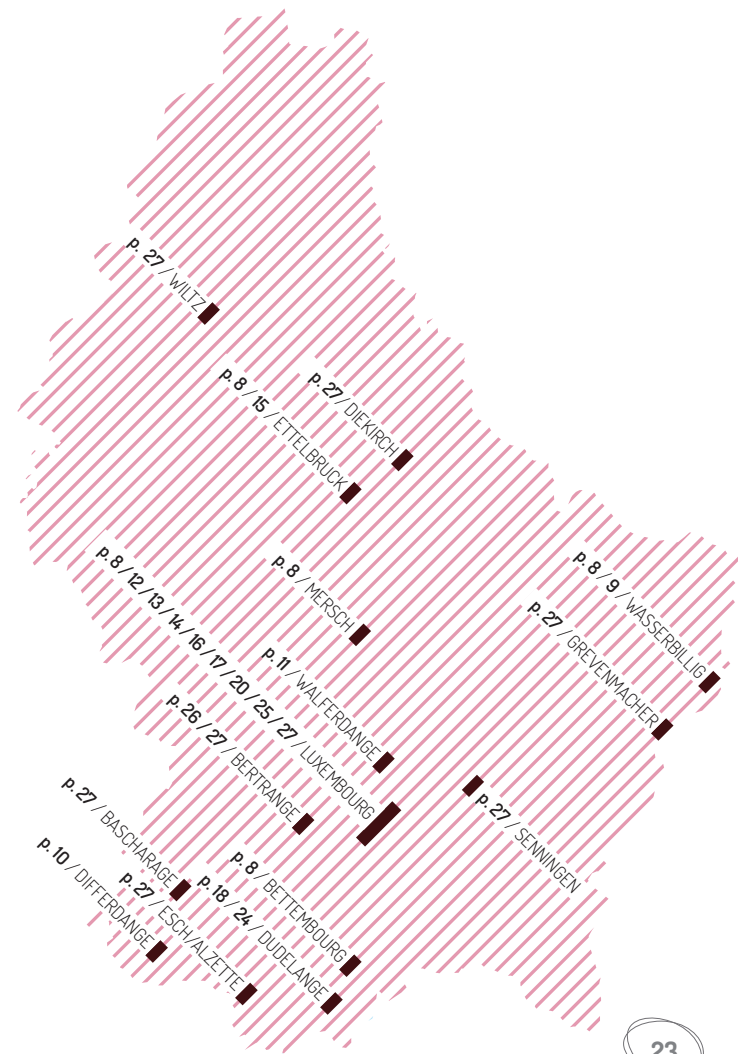 p. 27 / WILTZ
p. 27 / DIEKIRCH
p. 8 / 15 / ETTELBRUCK
p. 8 / MERSCH
p. 8 / 9 / WASSERBILLIG
p. 27 / GREVENMACHER
p. 8 / 12 / 13 / 14 / 16 / 17 / 20 / 25 / 27 / LUXEMBOURG
p. 11 / WALFERDANGE
p. 26 / 27 / BERTRANGE
p. 27 / SENNINGEN
p. 27 / BASCHARAGE
p. 10 / DIFFERDANGE
p. 27 / ESCH/ALZETTE
p. 8 / BETTEMBOURG
p. 18 / 24 / DUDELANGE
23